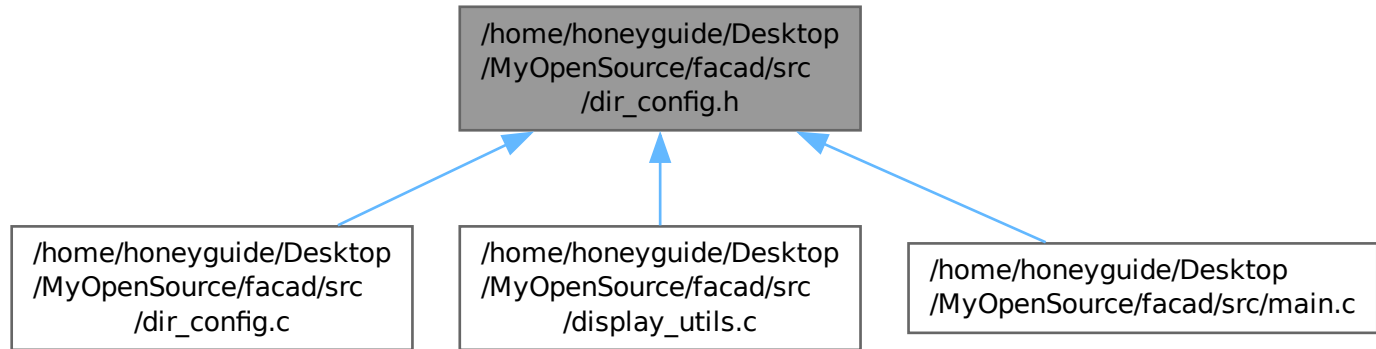 /home/honeyguide/Desktop
/MyOpenSource/facad/src
/dir_config.h
/home/honeyguide/Desktop
/MyOpenSource/facad/src
/dir_config.c
/home/honeyguide/Desktop
/MyOpenSource/facad/src
/display_utils.c
/home/honeyguide/Desktop
/MyOpenSource/facad/src/main.c